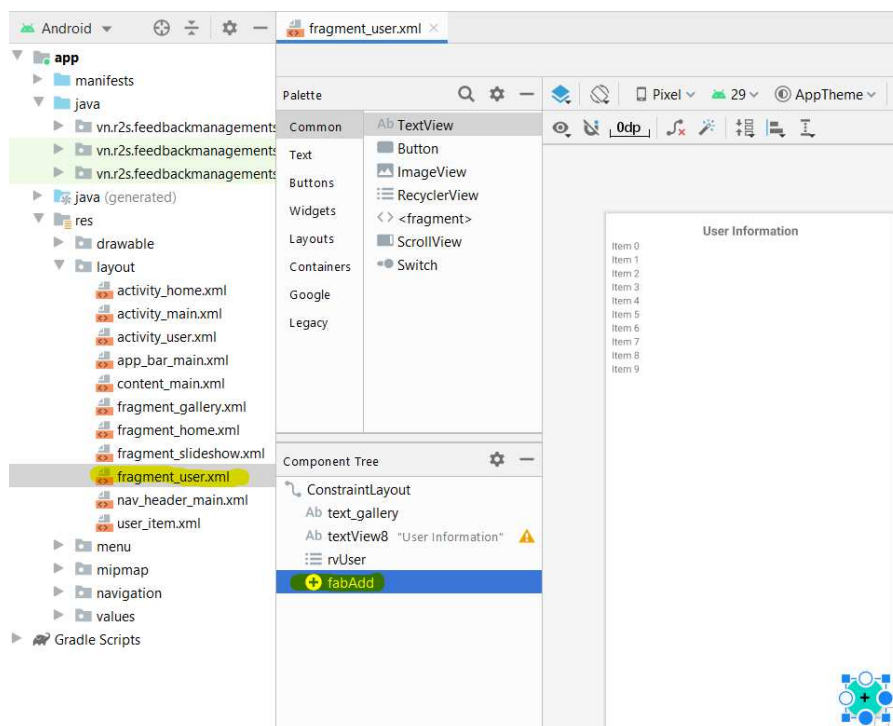 Android
fragment_user.xml
app
manifests
java
vn.r2s.feedbackmanagements
vn.r2s.feedbackmanagements
vn.r2s.feedbackmanagements
java (generated)
res
drawable
layout
activity_home.xml
activity_main.xml
activity_user.xml
app_bar_main.xml
content_main.xml
fragment_gallery.xml
fragment_home.xml
fragment_slideshow.xml
fragment_user.xml
nav_header_main.xml
user_item.xml
menu
mipmap
navigation
values
Gradle Scripts
Palette
Common
Text
Buttons
Widgets
Layouts
Containers
Google
Legacy
Ab TextView
Button
ImageView
RecyclerView
<> <fragment>
ScrollView
Switch
Component Tree
ConstraintLayout
Ab text_gallery
Ab textView8 "User Information"
rvUser
fabAdd
Pixel 29 AppTheme
0dp
User Information
Item 0
Item 1
Item 2
Item 3
Item 4
Item 5
Item 6
Item 7
Item 8
Item 9